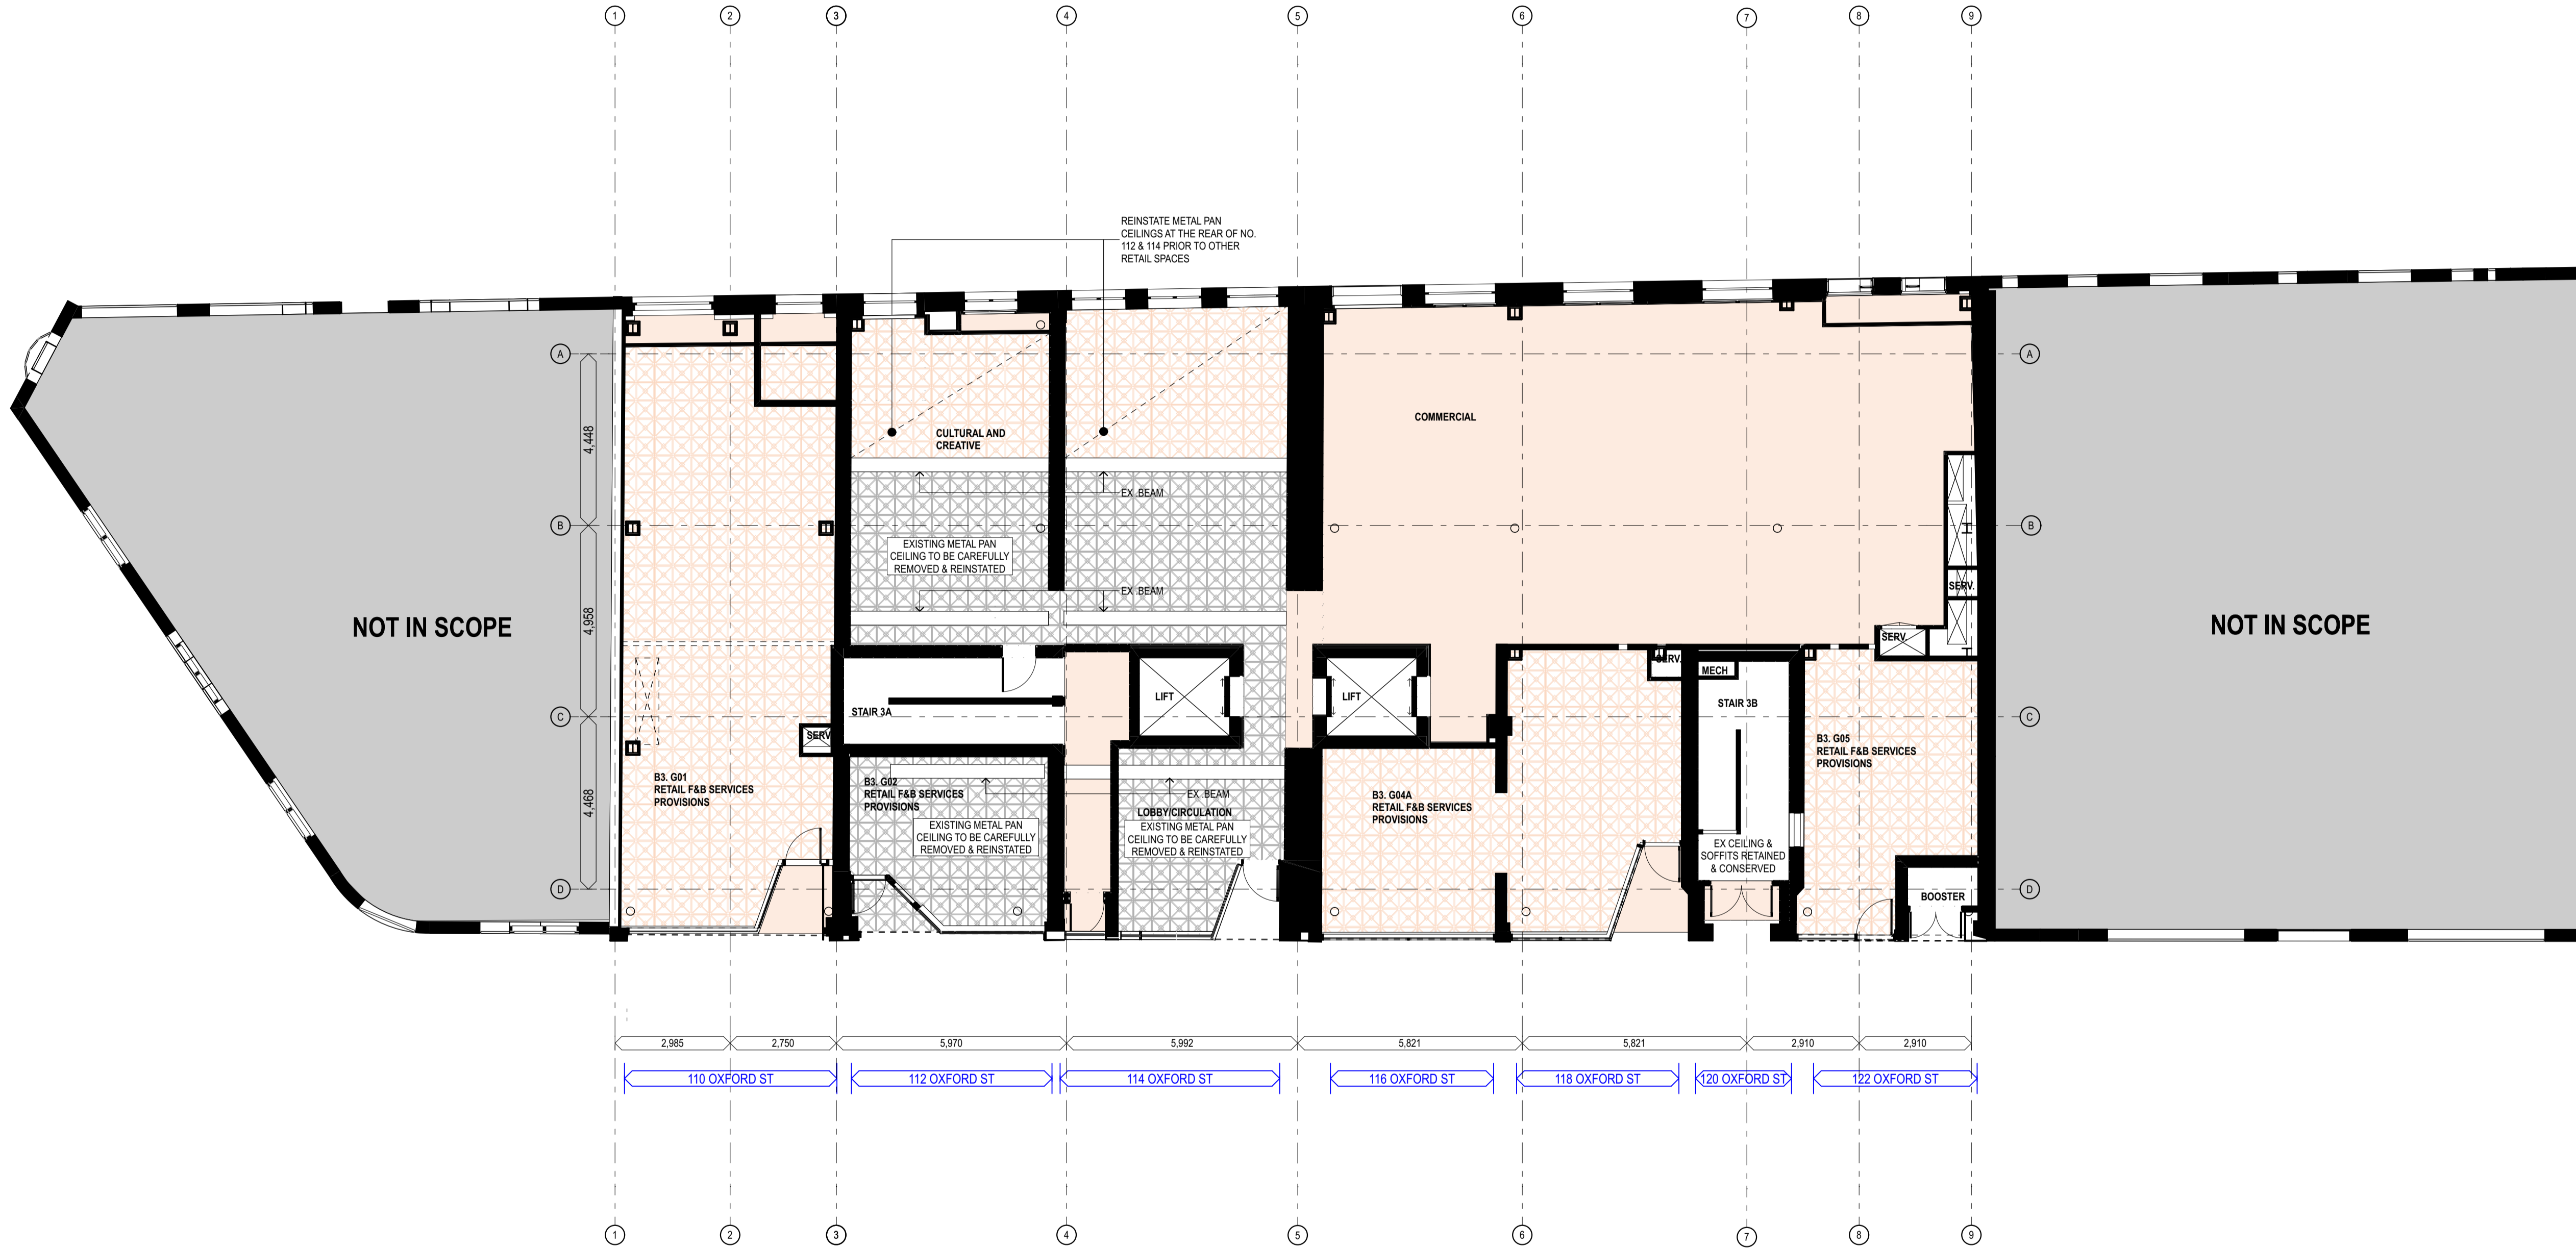 1
2
3
4
5
6
7
8
9
REINSTATE METAL PAN
CEILINGS AT THE REAR OF NO.
112 & 114 PRIOR TO OTHER
RETAIL SPACES
A
A
4,448
CULTURAL AND
CREATIVE
COMMERCIAL
EX .BEAM
B
B
EXISTING METAL PAN
CEILING TO BE CAREFULLY
REMOVED & REINSTATED
EX .BEAM
SERV.
NOT IN SCOPE
4,958
NOT IN SCOPE
SERV.
SERV.
MECH
LIFT
LIFT
STAIR 3A
STAIR 3B
C
C
SERV.
B3. G05
RETAIL F&B SERVICES
PROVISIONS
B3. G01
RETAIL F&B SERVICES
PROVISIONS
B3. G02
RETAIL F&B SERVICES
PROVISIONS
EX .BEAM
B3. G04A
RETAIL F&B SERVICES
PROVISIONS
4,468
LOBBY/CIRCULATION
EXISTING METAL PAN
CEILING TO BE CAREFULLY
REMOVED & REINSTATED
EXISTING METAL PAN
CEILING TO BE CAREFULLY
REMOVED & REINSTATED
EX CEILING &
SOFFITS RETAINED
& CONSERVED
D
D
BOOSTER
2,985
2,750
5,970
5,992
5,821
5,821
2,910
2,910
110 OXFORD ST
112 OXFORD ST
114 OXFORD ST
116 OXFORD ST
118 OXFORD ST
120 OXFORD ST
122 OXFORD ST
1
2
3
4
5
6
7
8
9